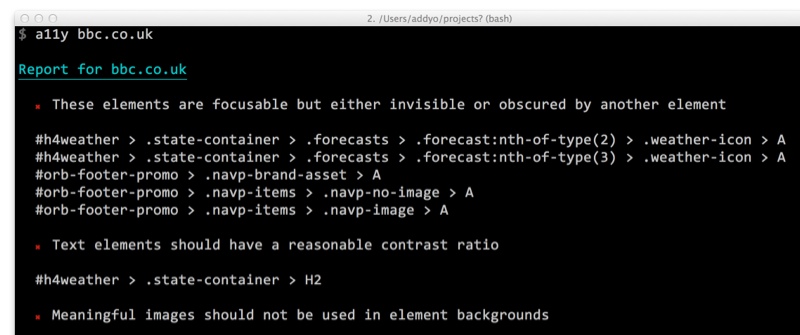 2. /Users/addyo/projects? (bash)
$ a11y bbc.co.uk
Report for bbc.co.uk
✖ These elements are focusable but either invisible or obscured by another element
#h4weather > .state-container > .forecasts > .forecast:nth-of-type(2) > .weather-icon > A
#h4weather > .state-container > .forecasts > .forecast:nth-of-type(3) > .weather-icon > A
#orb-footer-promo > .navp-brand-asset > A
#orb-footer-promo > .navp-items > .navp-no-image > A
#orb-footer-promo > .navp-items > .navp-image > A
✖ Text elements should have a reasonable contrast ratio
#h4weather > .state-container > H2
✖ Meaningful images should not be used in element backgrounds